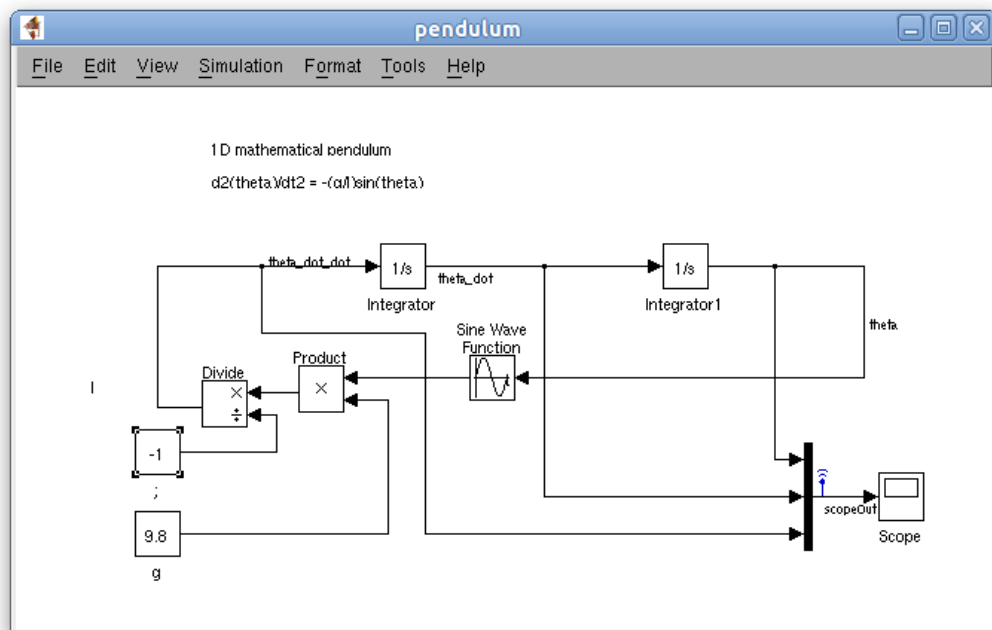 pendulum
File Edit View Simulation Format Tools Help
1D mathematical pendulum
d2(theta)/dt2 = -(g/l)sin(theta)
theta_dot_dot
1/s
Integrator
theta_dot
1/s
Integrator1
theta
Sine Wave
Function
Product
×
Divide
×
÷
l
-1
;
9.8
g
scopeOut
Scope